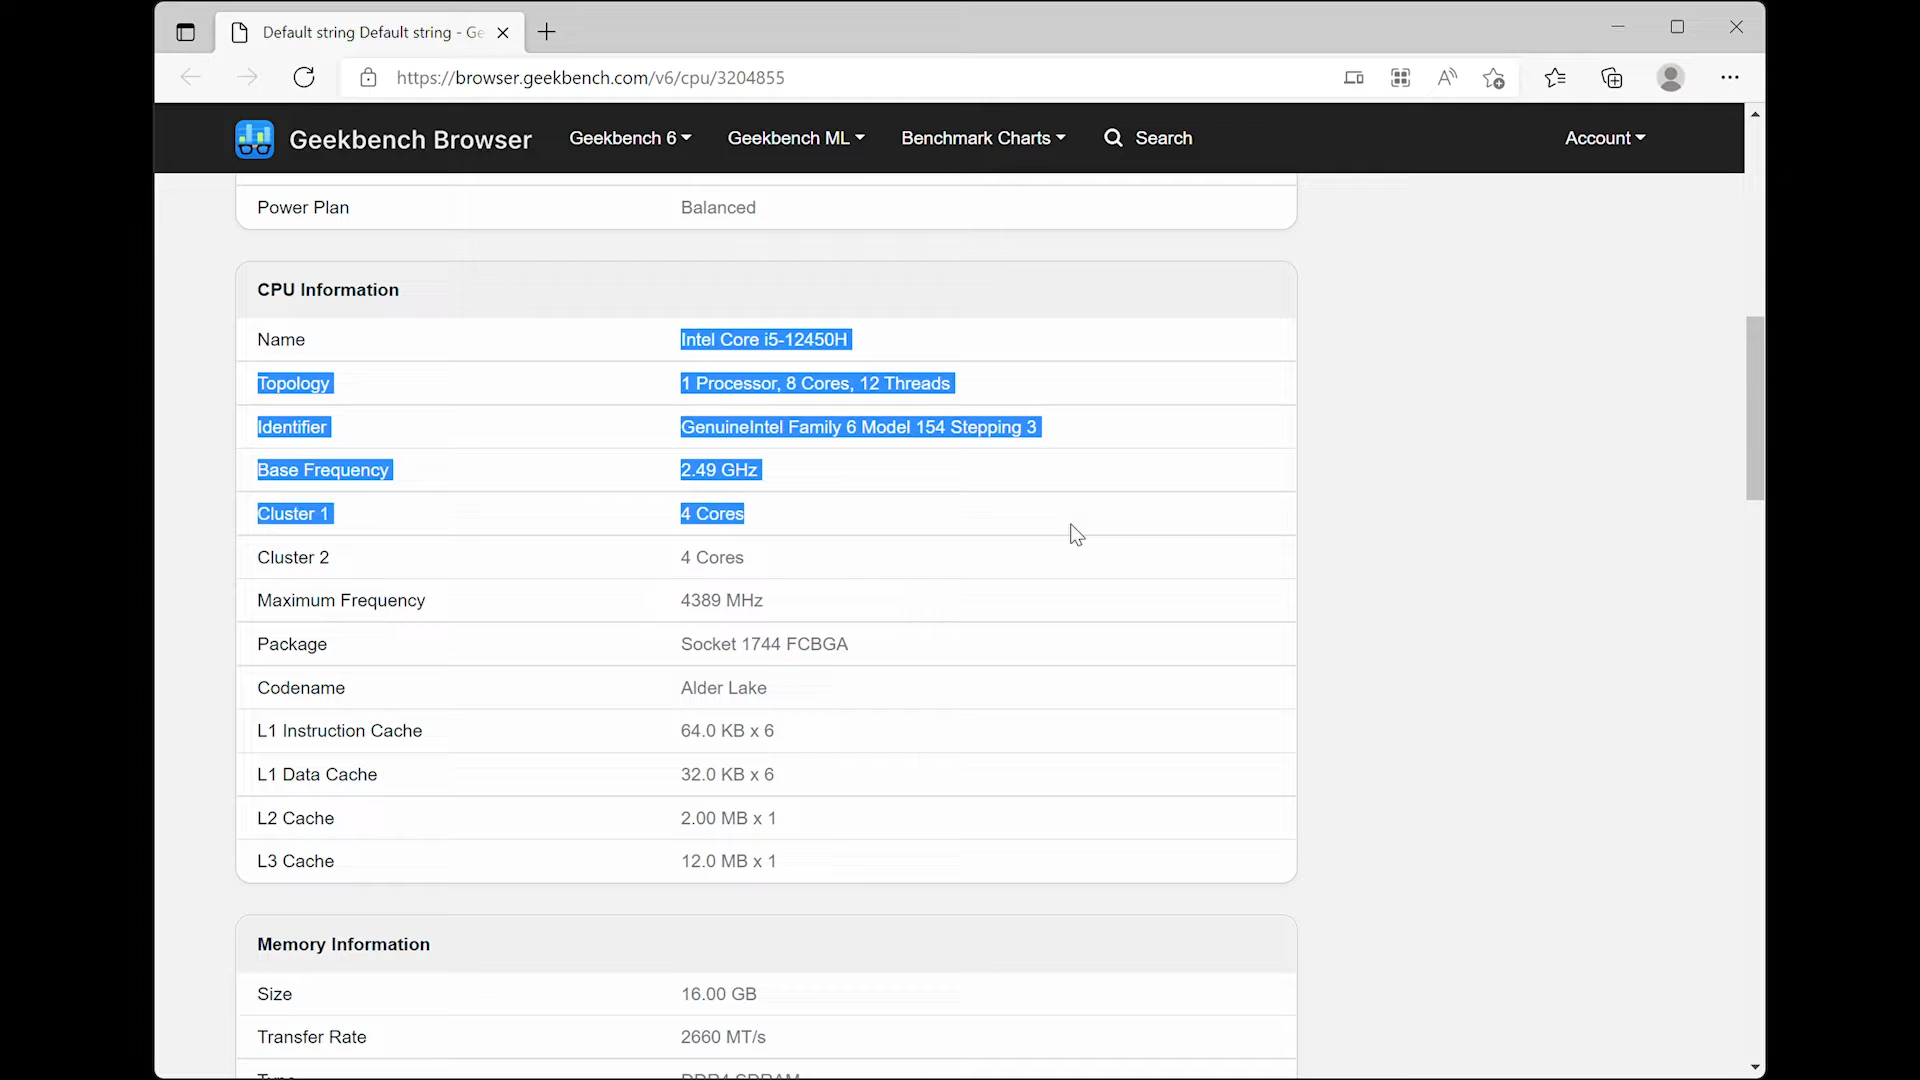 Default string Default string - Ge
https://browser.geekbench.com/v6/cpu/3204855
Geekbench Browser Geekbench 6 Geekbench ML Benchmark Charts Search Account
Power Plan Balanced
CPU Information
Name Intel Core i5-12450H
Topology 1 Processor, 8 Cores, 12 Threads
Identifier GenuineIntel Family 6 Model 154 Stepping 3
Base Frequency 2.49 GHz
Cluster 1 4 Cores
Cluster 2 4 Cores
Maximum Frequency 4389 MHz
Package Socket 1744 FCBGA
Codename Alder Lake
L1 Instruction Cache 64.0 KB x 6
L1 Data Cache 32.0 KB x 6
L2 Cache 2.00 MB x 1
L3 Cache 12.0 MB x 1
Memory Information
Size 16.00 GB
Transfer Rate 2660 MT/s
Type DDR4 SDRAM